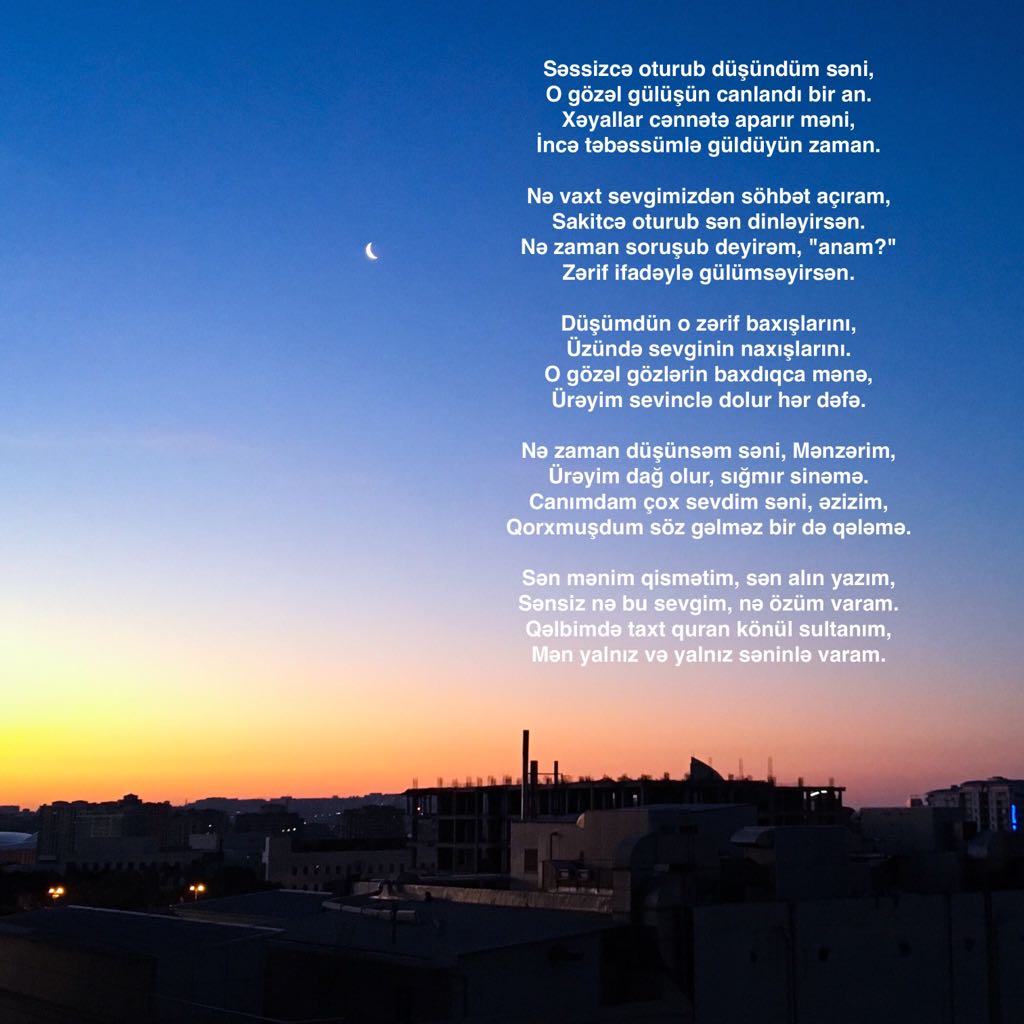 Səssizcə oturub düşündüm səni,
O gözəl gülüşün canlandı bir an.
Xəyallar cənnətə aparır məni,
İncə təbəssümlə güldüyün zaman.
Nə vaxt sevgimizdən söhbət açıram,
Sakitcə oturub sən dinləyirsən.
Nə zaman soruşub deyirəm, "anam?"
Zərif ifadəylə gülümsəyirsən.
Düşümdün o zərif baxışlarını,
Üzündə sevginin naxışlarını.
O gözəl gözlərin baxdıqca mənə,
Ürəyim sevinclə dolur hər dəfə.
Nə zaman düşünsəm səni, Mənzərim,
Ürəyim dağ olur, sığmır sinəmə.
Canımdam çox sevdim səni, əzizim,
Qorxmuşdum söz gəlməz bir də qələmə.
Sən mənim qismətim, sən alın yazım,
Sənsiz nə bu sevgim, nə özüm varam.
Qəlbimdə taxt quran könül sultanım,
Mən yalnız və yalnız səninlə varam.